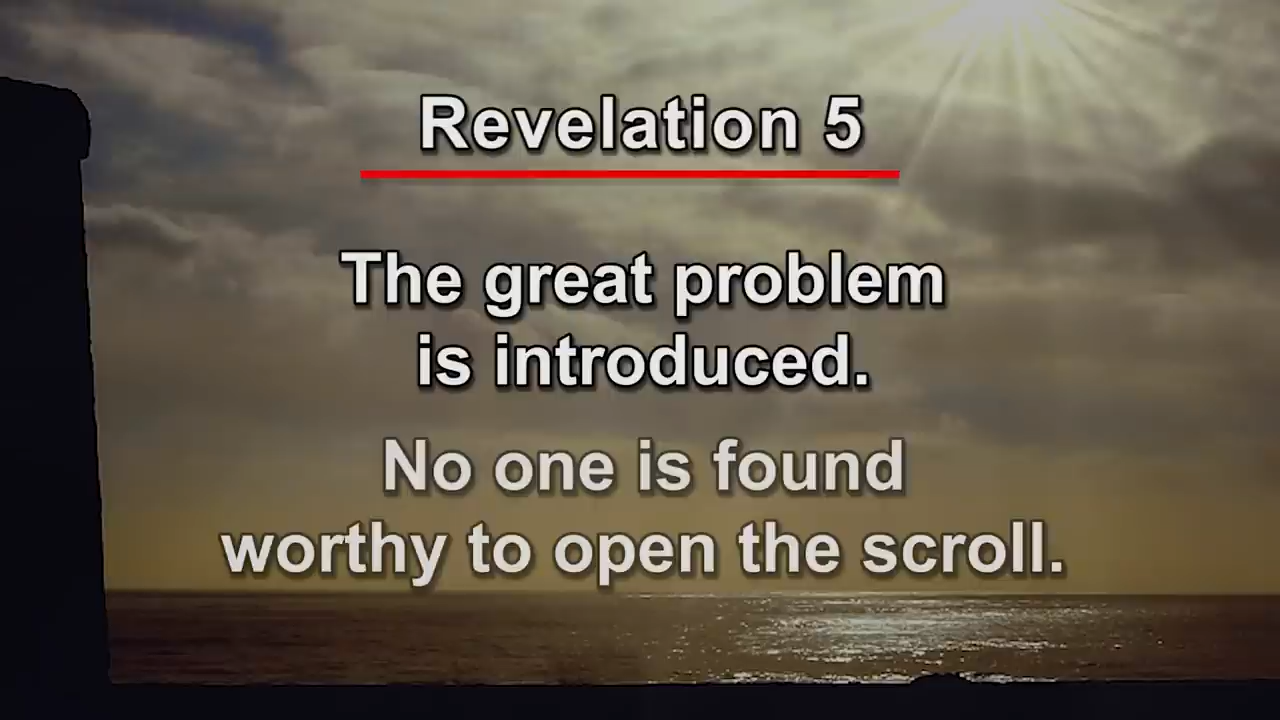 Revelation 5
The great problem
is introduced.
No one is found
worthy to open the scroll.